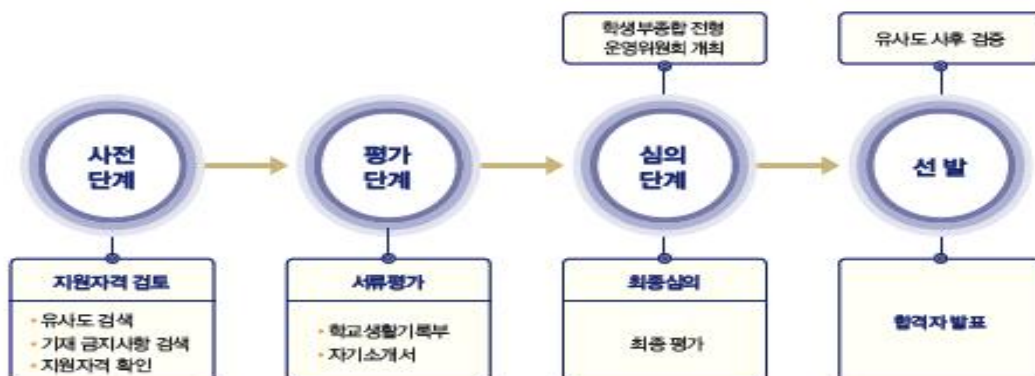 학생부종합 전형
운영위원회 개최
유사도 사후 검증
사전
단계
평가
단계
심의
단계
선 발
지원자격 검토
• 유사도 검색
• 기재 금지사항 검색
• 지원자격 확인
서류평가
• 학교생활기록부
• 자기소개서
최종심의
최종 평가
합격자 발표